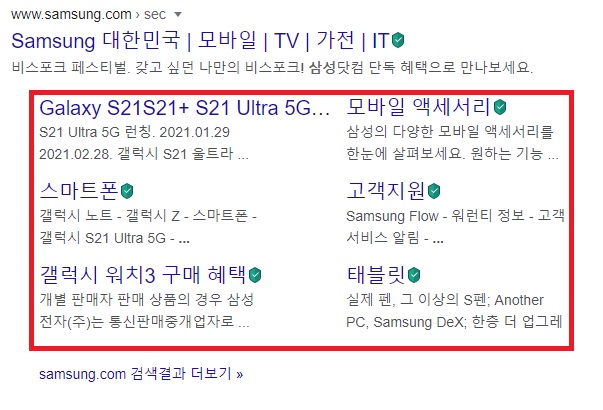 www.samsung.com › sec
Samsung 대한민국 | 모바일 | TV | 가전 | IT
비스포크 페스티벌. 갖고 싶던 나만의 비스포크! 삼성닷컴 단독 혜택으로 만나보세요.
Galaxy S21S21+ S21 Ultra 5G...
S21 Ultra 5G 런칭. 2021.01.29
2021.02.28. 갤럭시 S21 울트라 ...
모바일 액세서리
삼성의 다양한 모바일 액세서리를
한눈에 살펴보세요. 원하는 기능 ...
스마트폰
갤럭시 노트 - 갤럭시 Z - 스마트폰 -
갤럭시 S21 Ultra 5G - ...
고객지원
Samsung Flow - 워런티 정보 - 고객
서비스 알림 - ...
갤럭시 워치3 구매 혜택
개별 판매자 판매 상품의 경우 삼성
전자(주)는 통신판매중개업자로 ...
태블릿
실제 펜, 그 이상의 S펜; Another
PC, Samsung DeX; 한층 더 업그레
samsung.com 검색결과 더보기 »